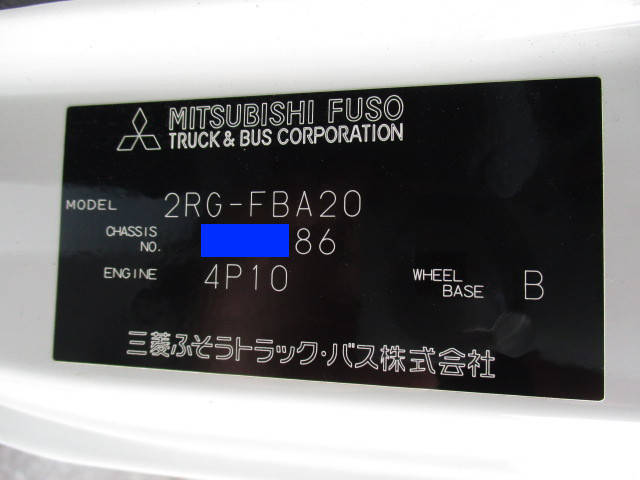 MITSUBISHI FUSO
TRUCK & BUS CORPORATION
MODEL 2RG-FBA20
CHASSIS NO. 86
ENGINE 4P10 WHEEL BASE B
三菱ふそうトラック・バス株式会社